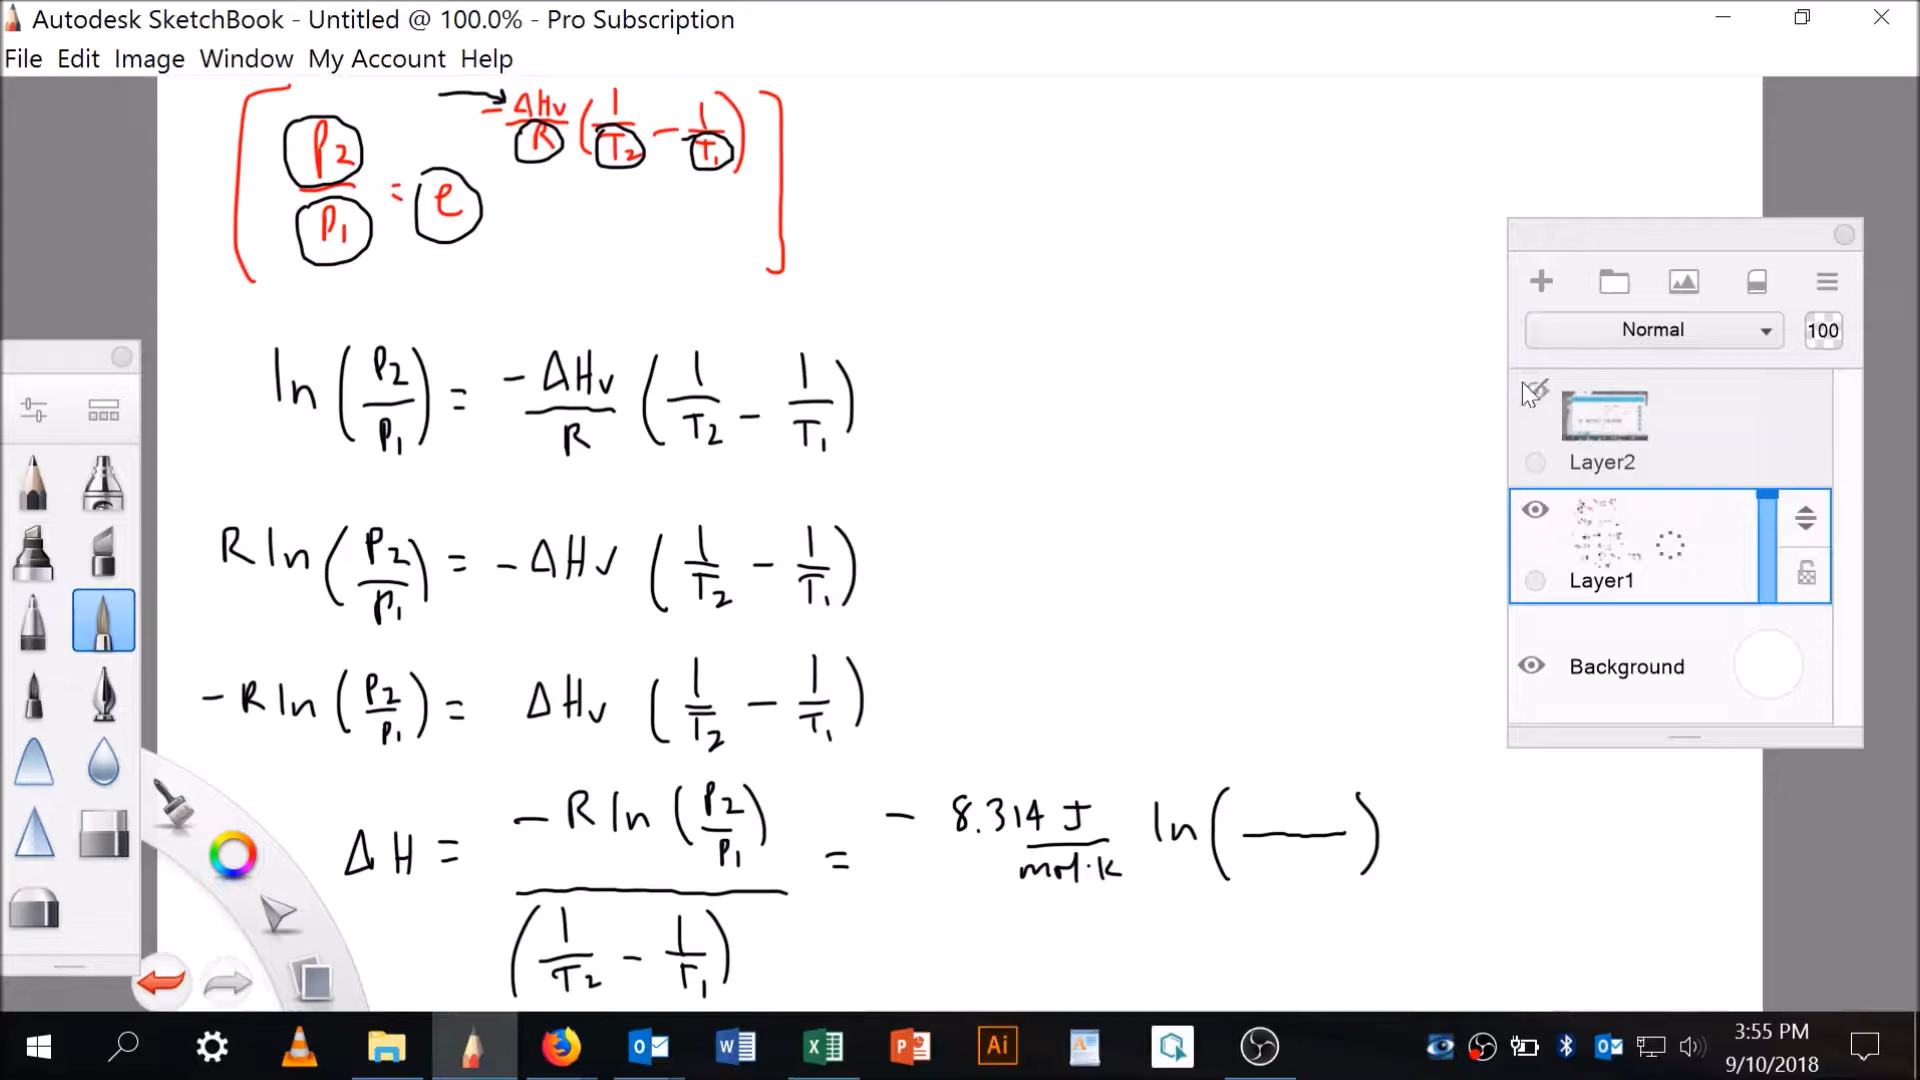 Autodesk SketchBook - Untitled @ 100.0% - Pro Subscription
File Edit Image Window My Account Help
P2/P1 = e^(-ΔHv/R (1/T2 - 1/T1))
ln (P2/P1) = -ΔHv/R (1/T2 - 1/T1)
R ln (P2/P1) = -ΔHv (1/T2 - 1/T1)
-R ln (P2/P1) = ΔHv (1/T2 - 1/T1)
ΔH = -R ln (P2/P1) / (1/T2 - 1/T1) = - 8.314 J/mol·K ln ( — )
Normal 100
Layer2
Layer1
Background
Ai
3:55 PM
9/10/2018